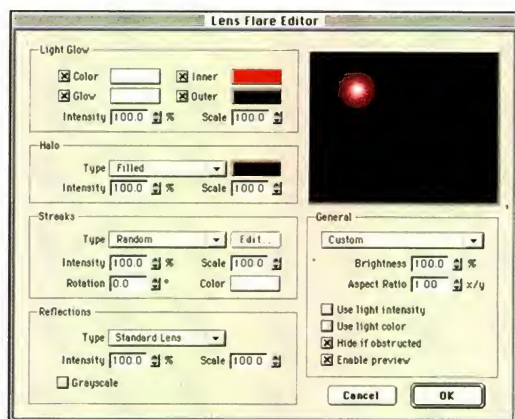 Lens Flare Editor
Light Glow
Color
Inner
Glow
Outer
Intensity 100.0 % Scale 100.0
Halo
Type Filled
Intensity 100.0 % Scale 100.0
Streaks
Type Random Edit...
Intensity 100.0 % Scale 100.0
Rotation 0.0 ° Color
Reflections
Type Standard Lens
Intensity 100.0 % Scale 100.0
Grayscale
General
Custom
Brightness 100.0 %
Aspect Ratio 1.00 x/y
Use light intensity
Use light color
Hide if obstructed
Enable preview
Cancel OK